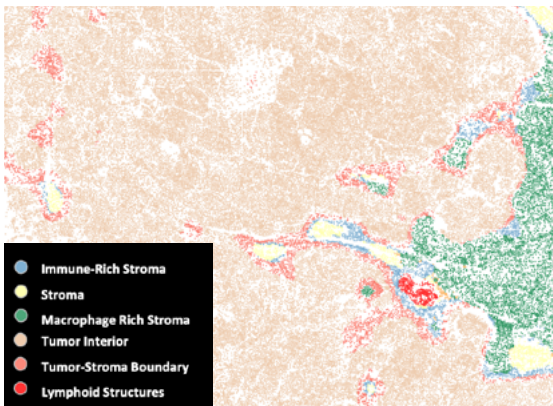 Immune-Rich Stroma
Stroma
Macrophage Rich Stroma
Tumor Interior
Tumor-Stroma Boundary
Lymphoid Structures